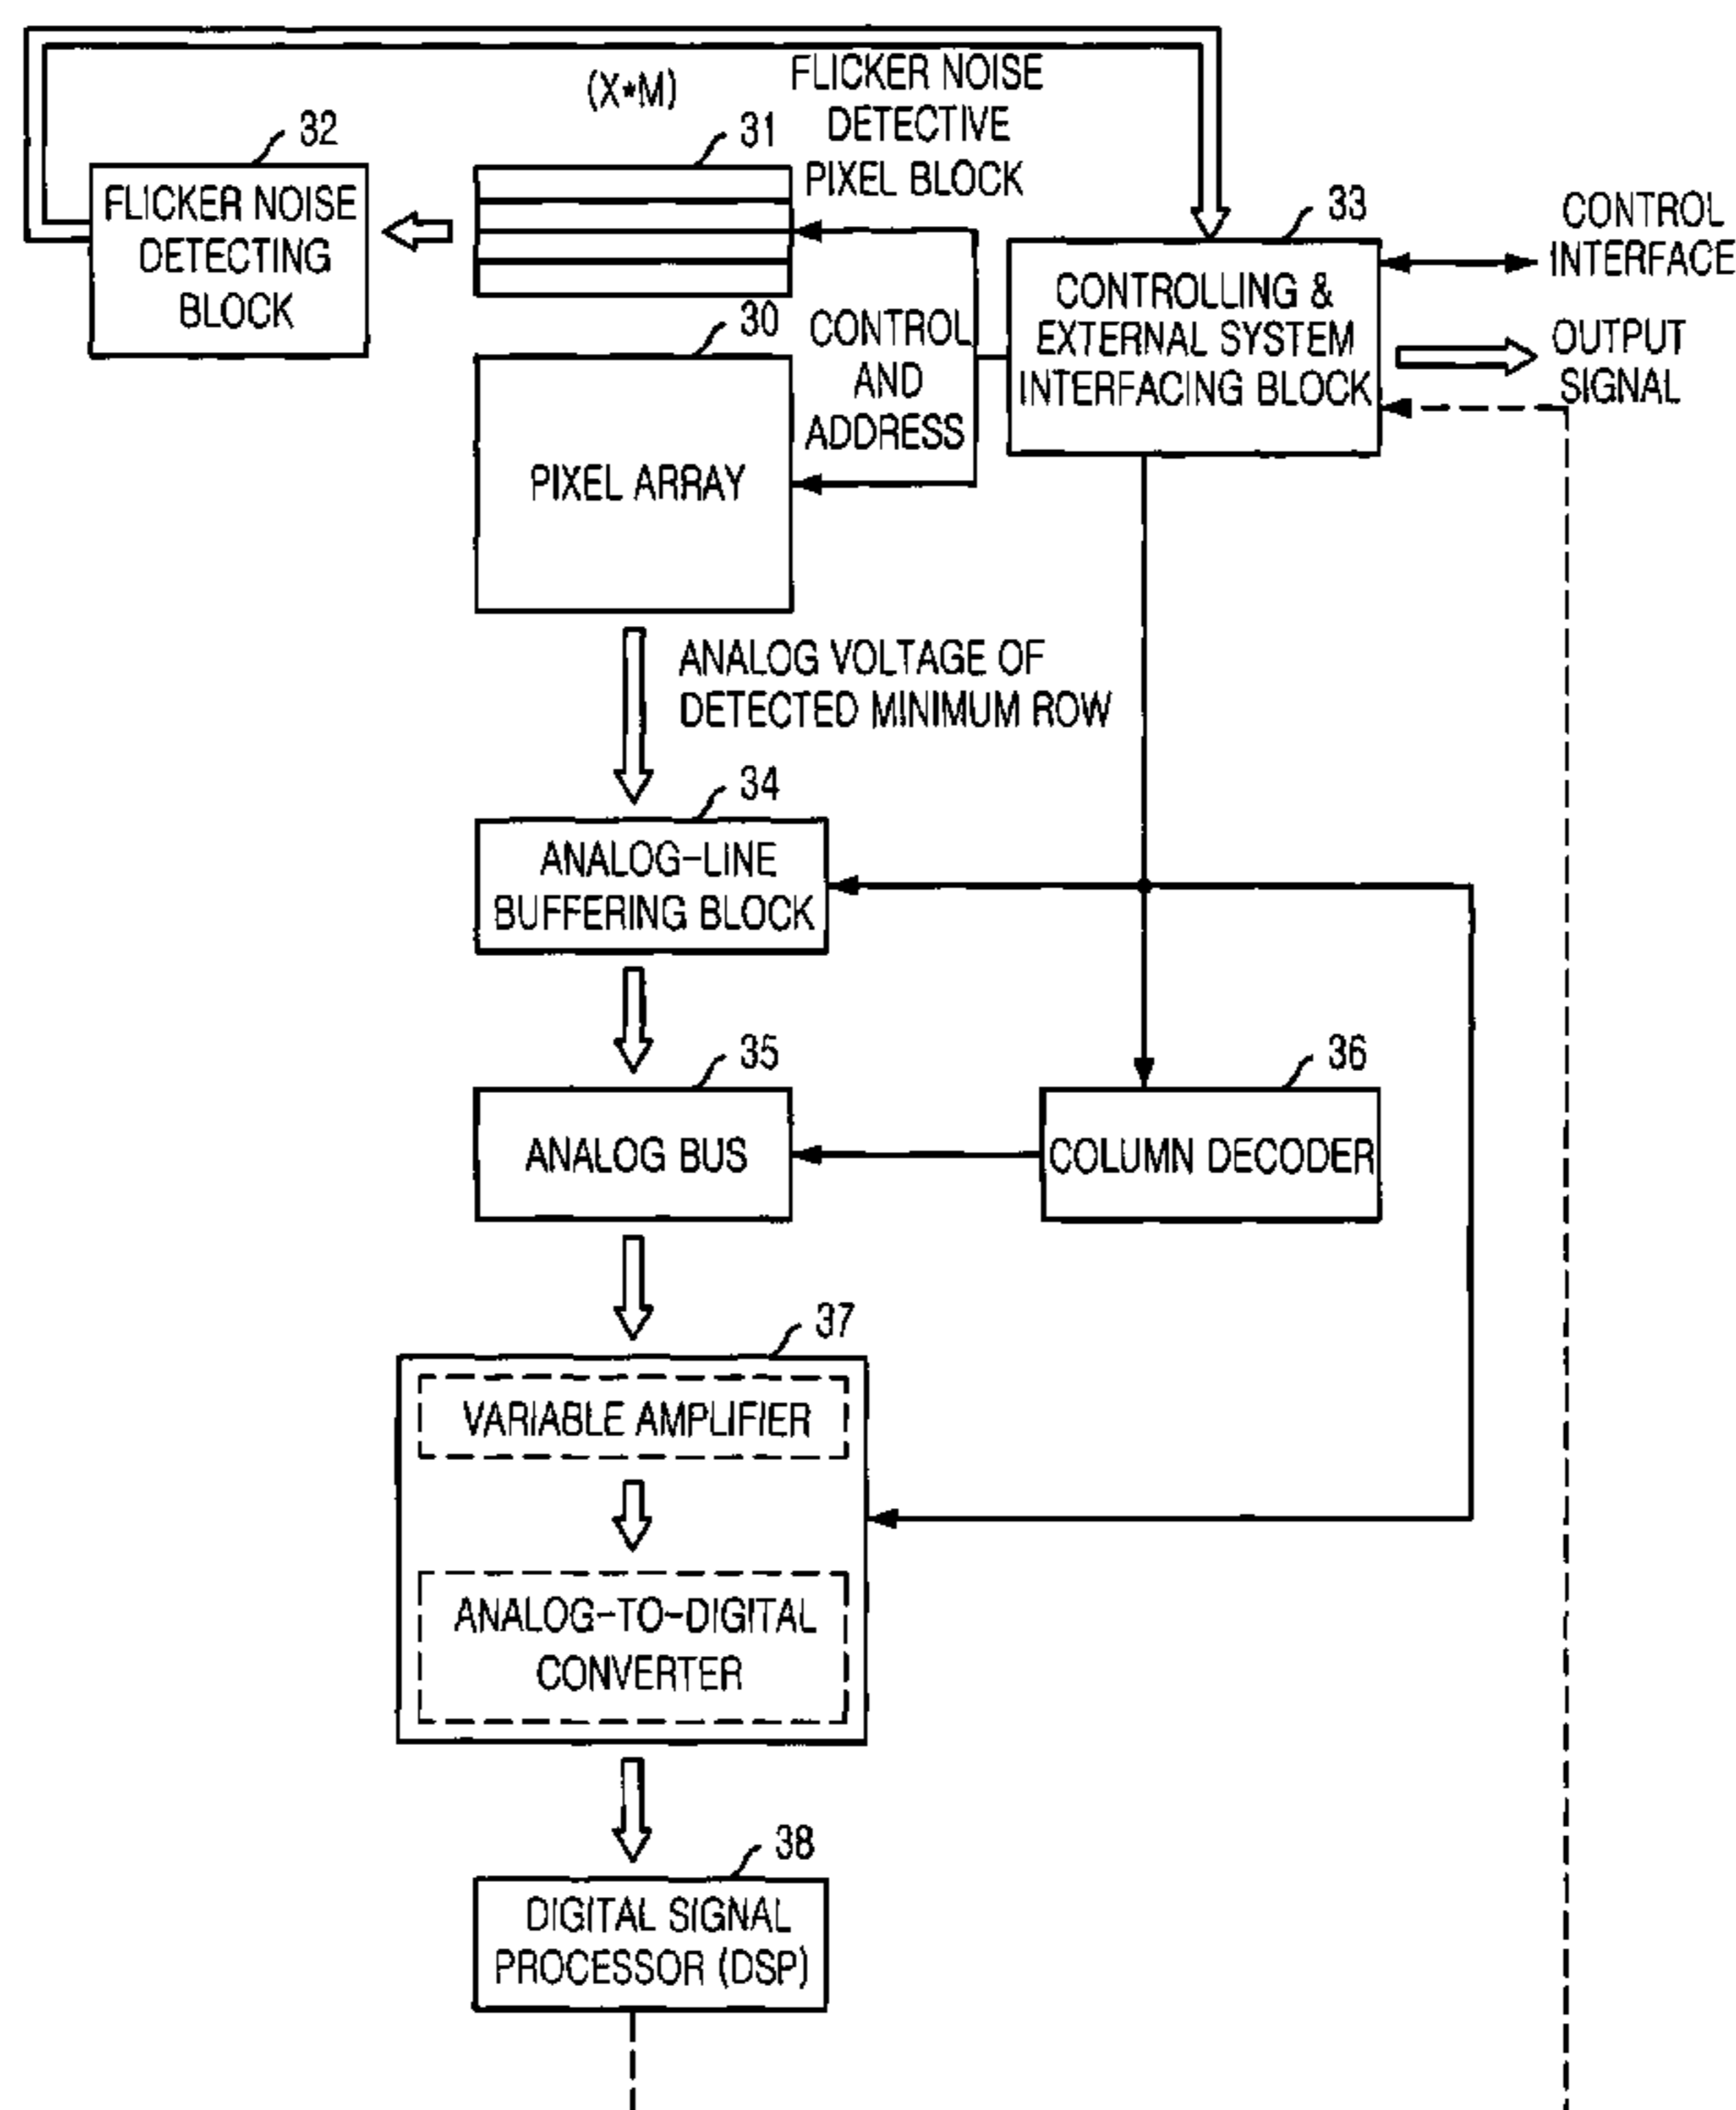 (X*M)
FLICKER NOISE
DETECTIVE
PIXEL BLOCK
32
31
FLICKER NOISE
DETECTING
BLOCK
33
CONTROL
INTERFACE
CONTROLLING &
EXTERNAL SYSTEM
INTERFACING BLOCK
OUTPUT
SIGNAL
30
CONTROL
AND
ADDRESS
PIXEL ARRAY
ANALOG VOLTAGE OF
DETECTED MINIMUM ROW
34
ANALOG-LINE
BUFFERING BLOCK
35
ANALOG BUS
36
COLUMN DECODER
37
VARIABLE AMPLIFIER
ANALOG-TO-DIGITAL
CONVERTER
38
DIGITAL SIGNAL
PROCESSOR (DSP)